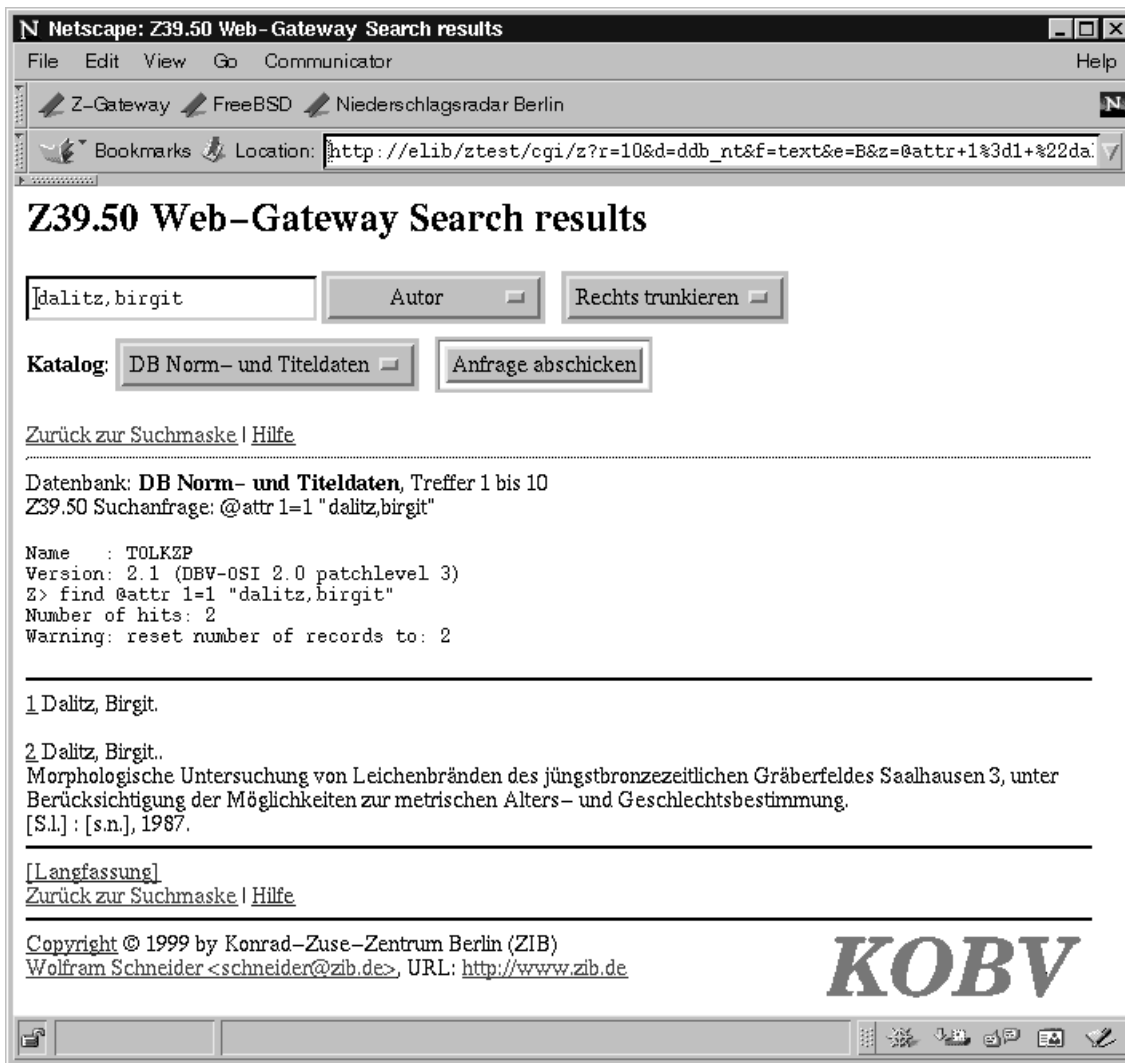 N Netscape: Z39.50 Web-Gateway Search results
File Edit View Go Communicator Help
Z-Gateway FreeBSD Niederschlagsradar Berlin N
Bookmarks Location: http://elib/ztest/cgi/z?r=10&d=ddb_nt&f=text&e=B&z=@attr+1%3d1+%22dal
Z39.50 Web-Gateway Search results
dalitz,birgit Autor Rechts trunkieren
Katalog: DB Norm- und Titeldaten Anfrage abschicken
Zurück zur Suchmaske | Hilfe
Datenbank: DB Norm- und Titeldaten, Treffer 1 bis 10
Z39.50 Suchanfrage: @attr 1=1 "dalitz,birgit"
Name   : TOLKZP
Version: 2.1 (DBV-OSI 2.0 patchlevel 3)
Z> find @attr 1=1 "dalitz,birgit"
Number of hits: 2
Warning: reset number of records to: 2
1 Dalitz, Birgit.
2 Dalitz, Birgit..
Morphologische Untersuchung von Leichenbränden des jüngstbronzezeitlichen Gräberfeldes Saalhausen 3, unter
Berücksichtigung der Möglichkeiten zur metrischen Alters- und Geschlechtsbestimmung.
[S.l.] : [s.n.], 1987.
[Langfassung]
Zurück zur Suchmaske | Hilfe
Copyright © 1999 by Konrad-Zuse-Zentrum Berlin (ZIB)
Wolfram Schneider <schneider@zib.de>, URL: http://www.zib.de
KOBV